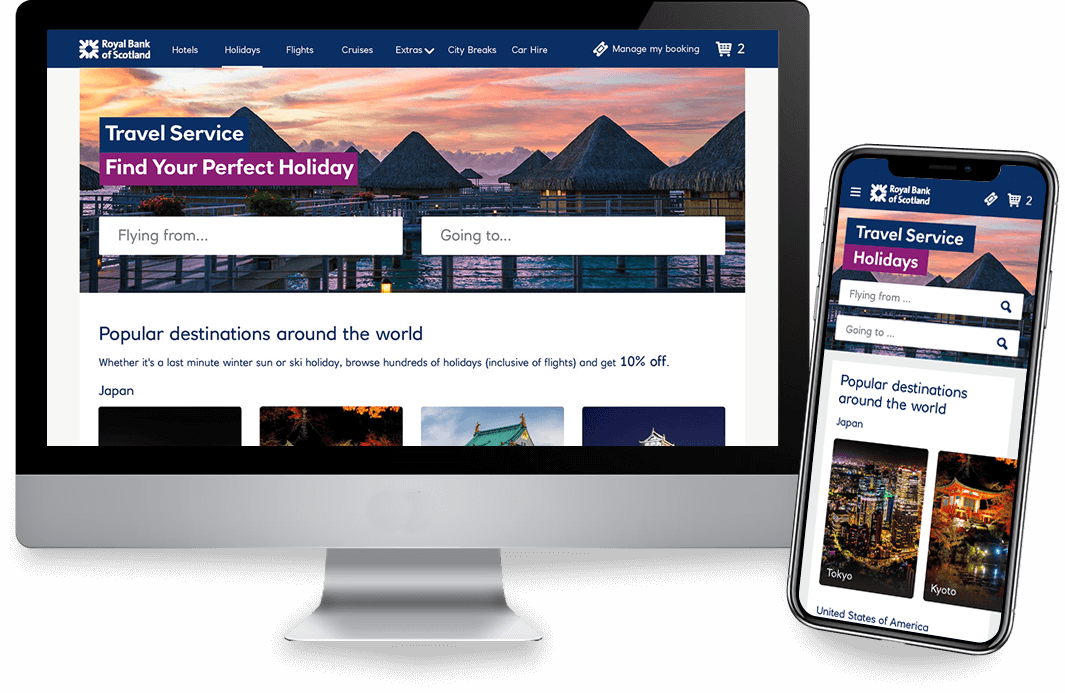 Royal Bank
of Scotland
Hotels
Holidays
Flights
Cruises
Extras
City Breaks
Car Hire
Manage my booking
2
Travel Service
Find Your Perfect Holiday
Flying from...
Going to...
Popular destinations around the world
Whether it's a last minute winter sun or ski holiday, browse hundreds of holidays (inclusive of flights) and get 10% off.
Japan
Royal Bank
of Scotland
2
Travel Service
Holidays
Flying from ...
Going to ...
Popular destinations
around the world
Japan
Tokyo
Kyoto
United States of America